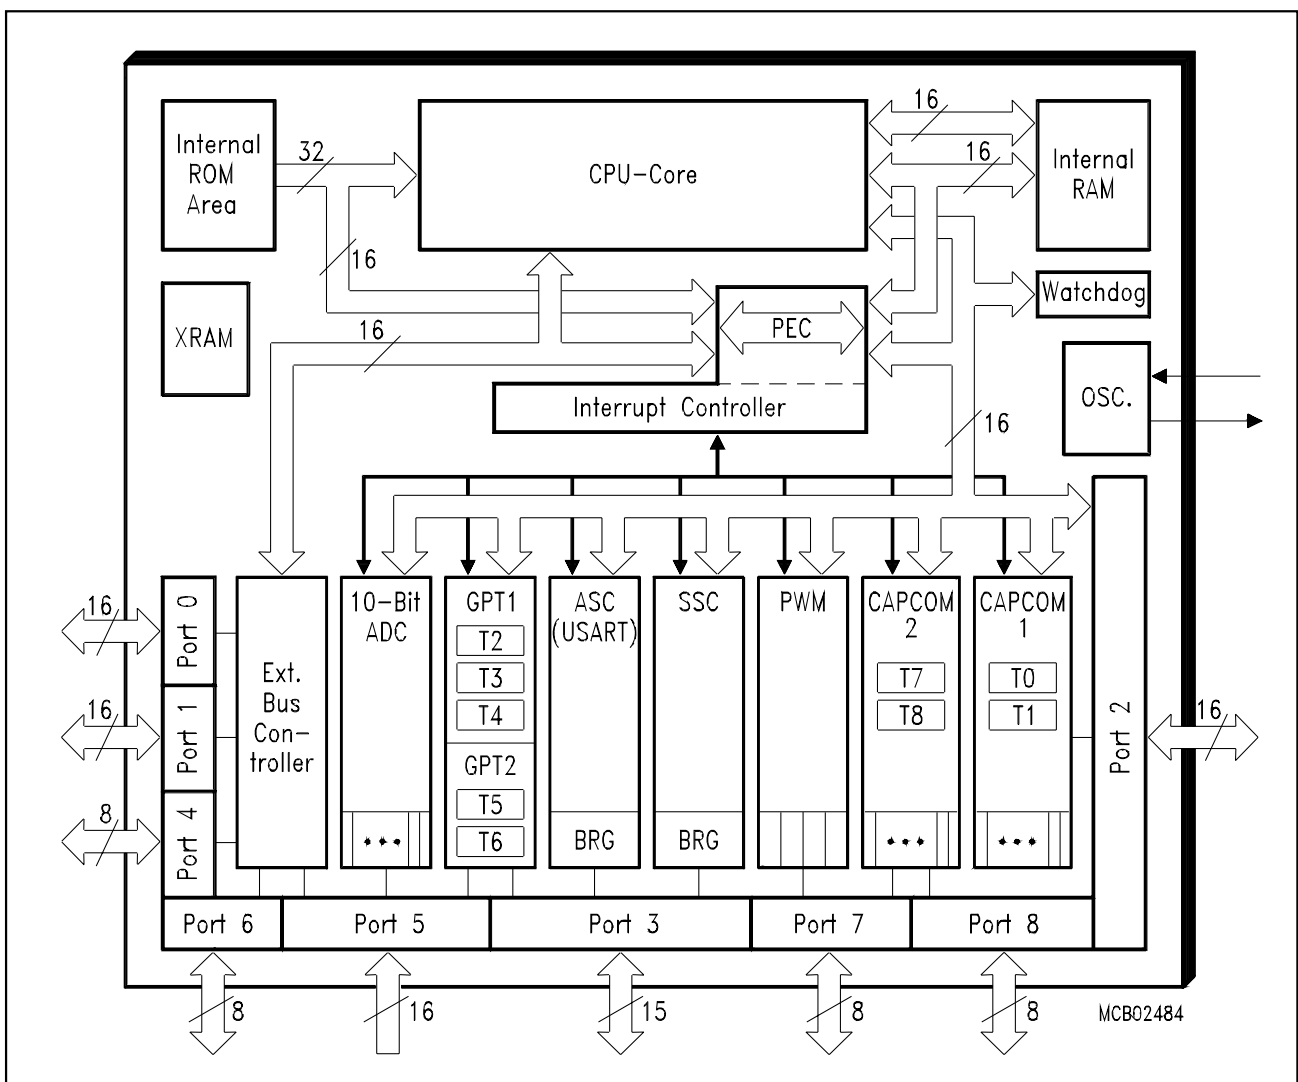 16
Internal
ROM
Area
32
CPU-Core
16
Internal
RAM
16
Watchdog
XRAM
16
PEC
OSC.
Interrupt Controller
16
10-Bit
ADC
GPT1
T2
T3
T4
GPT2
T5
T6
ASC
(USART)
BRG
SSC
BRG
PWM
CAPCOM
2
T7
T8
CAPCOM
1
T0
T1
16
Port 0
16
Port 1
8
Port 4
Ext.
Bus
Con-
troller
Port 2
16
Port 6
Port 5
Port 3
Port 7
Port 8
8
16
15
8
8
MCB02484